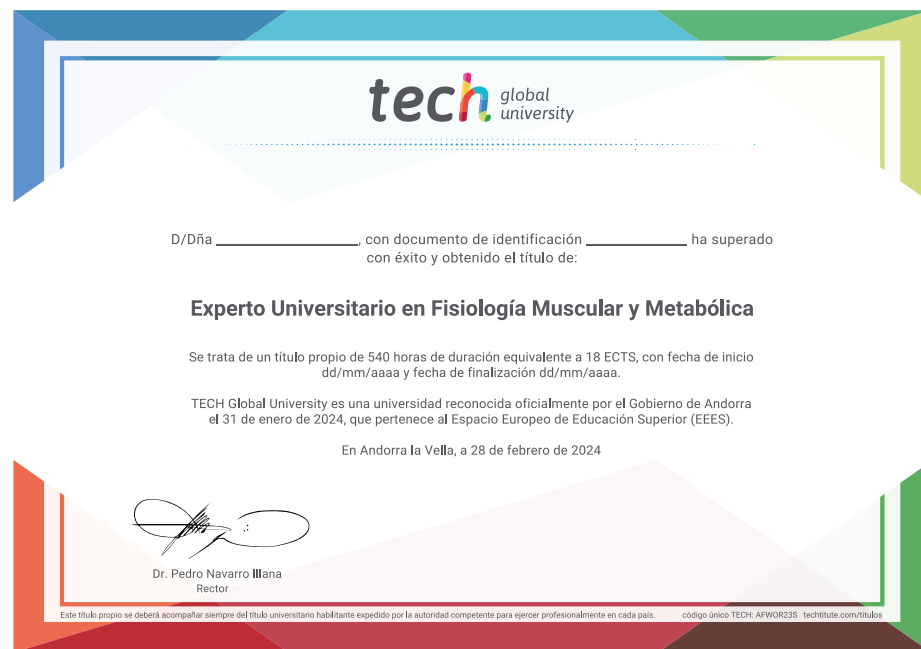 tech global university
D/Dña ________________, con documento de identificación ____________ ha superado
con éxito y obtenido el título de:
Experto Universitario en Fisiología Muscular y Metabólica
Se trata de un título propio de 540 horas de duración equivalente a 18 ECTS, con fecha de inicio
dd/mm/aaaa y fecha de finalización dd/mm/aaaa.
TECH Global University es una universidad reconocida oficialmente por el Gobierno de Andorra
el 31 de enero de 2024, que pertenece al Espacio Europeo de Educación Superior (EEES).
En Andorra la Vella, a 28 de febrero de 2024
Dr. Pedro Navarro Illana
Rector
Este título propio se deberá acompañar siempre del título universitario habilitante expedido por la autoridad competente para ejercer profesionalmente en cada país. código único TECH: AFWOR23S techtitute.com/titulos